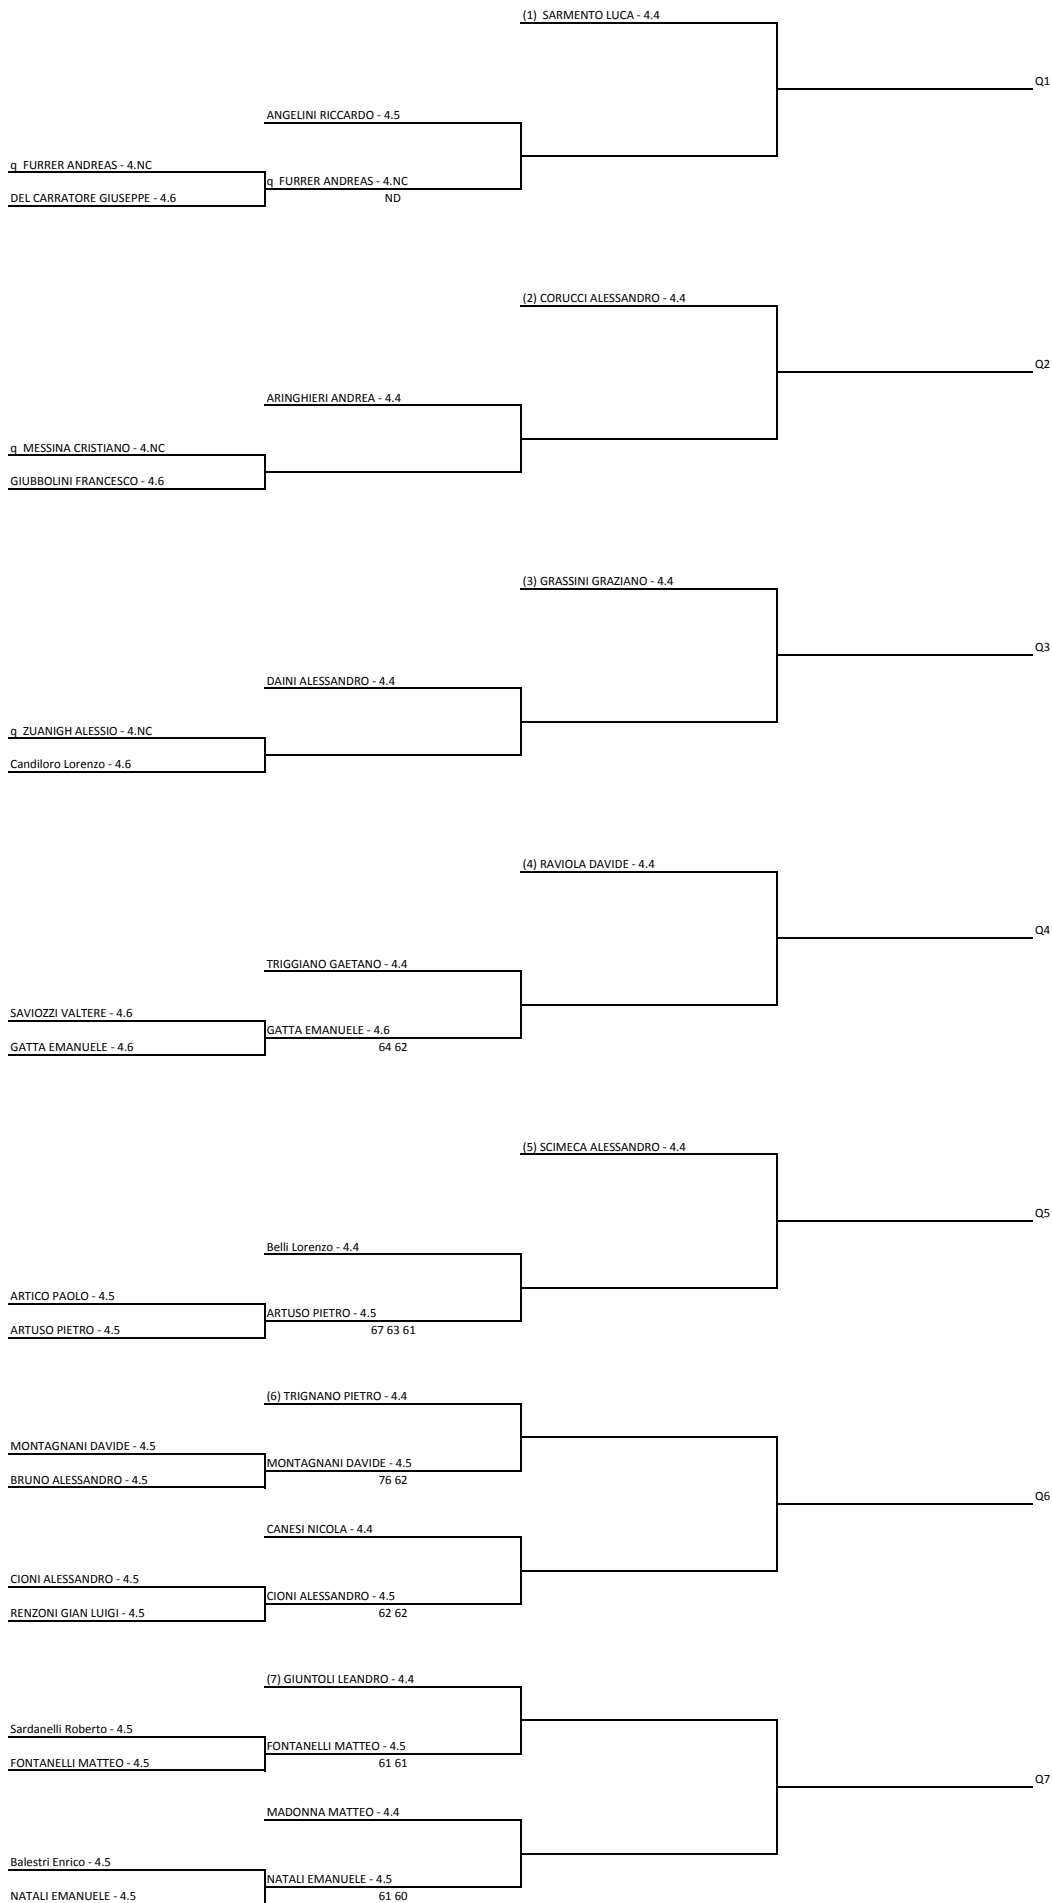 (1)  SARMENTO LUCA - 4.4
Q1
ANGELINI RICCARDO - 4.5
q  FURRER ANDREAS - 4.NC
q  FURRER ANDREAS - 4.NC
DEL CARRATORE GIUSEPPE - 4.6
ND
(2) CORUCCI ALESSANDRO - 4.4
Q2
ARINGHIERI ANDREA - 4.4
q  MESSINA CRISTIANO - 4.NC
GIUBBOLINI FRANCESCO - 4.6
(3) GRASSINI GRAZIANO - 4.4
Q3
DAINI ALESSANDRO - 4.4
q  ZUANIGH ALESSIO - 4.NC
Candiloro Lorenzo - 4.6
(4) RAVIOLA DAVIDE - 4.4
Q4
TRIGGIANO GAETANO - 4.4
SAVIOZZI VALTERE - 4.6
GATTA EMANUELE - 4.6
GATTA EMANUELE - 4.6
64 62
(5) SCIMECA ALESSANDRO - 4.4
Q5
Belli Lorenzo - 4.4
ARTICO PAOLO - 4.5
ARTUSO PIETRO - 4.5
ARTUSO PIETRO - 4.5
67 63 61
(6) TRIGNANO PIETRO - 4.4
MONTAGNANI DAVIDE - 4.5
MONTAGNANI DAVIDE - 4.5
BRUNO ALESSANDRO - 4.5
76 62
Q6
CANESI NICOLA - 4.4
CIONI ALESSANDRO - 4.5
CIONI ALESSANDRO - 4.5
RENZONI GIAN LUIGI - 4.5
62 62
(7) GIUNTOLI LEANDRO - 4.4
Sardanelli Roberto - 4.5
FONTANELLI MATTEO - 4.5
FONTANELLI MATTEO - 4.5
61 61
Q7
MADONNA MATTEO - 4.4
Balestri Enrico - 4.5
NATALI EMANUELE - 4.5
NATALI EMANUELE - 4.5
61 60